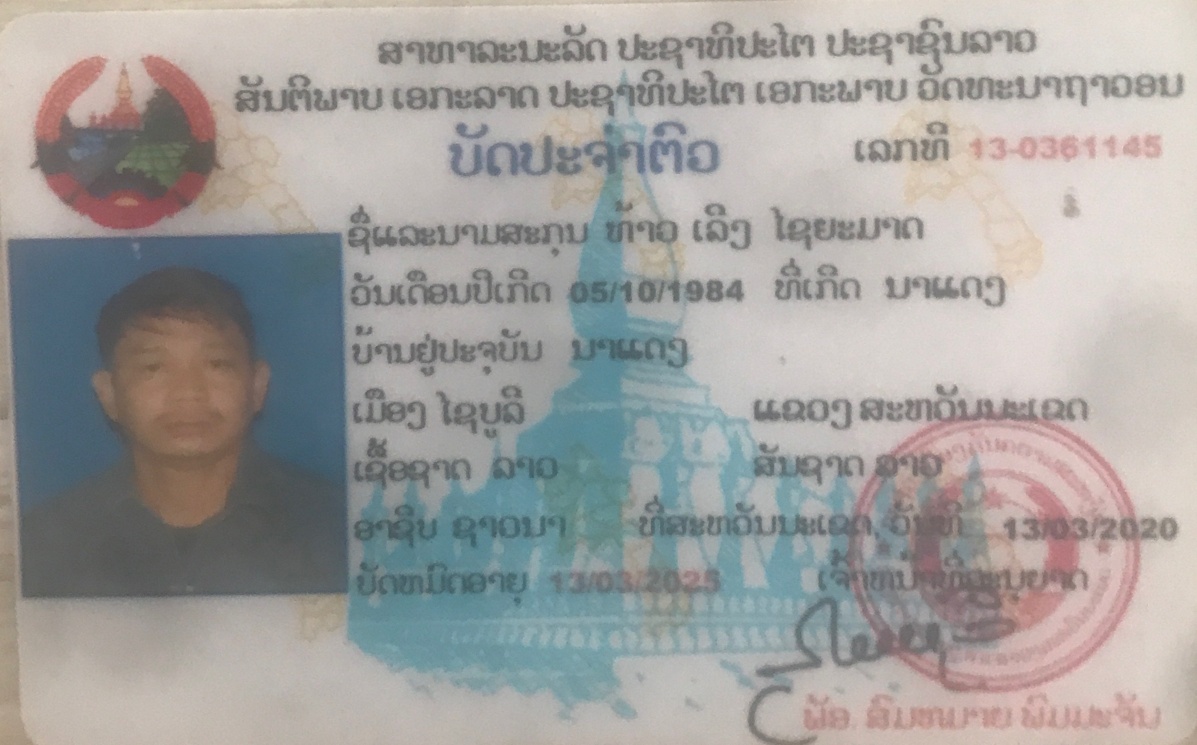 ສາທາລະນະລັດ ປະຊາທິປະໄຕ ປະຊາຊົນລາວ
ສັນຕິພາບ ເອກະລາດ ປະຊາທິປະໄຕ ເອກະພາບ ວັດທະນາຖາວອນ
ບັດປະຈຳຕົວ ເລກທີ 13-0361145
ຊື່ແລະນາມສະກຸນ ທ້າວ ເລິງ ໄຊຍະມາດ
ວັນເດືອນປີເກີດ 05/10/1984 ທີ່ເກີດ ນາແດງ
ບ້ານຢູ່ປະຈຸບັນ ນາແດງ
ເມືອງ ໄຊບູລີ ແຂວງ ສະຫວັນນະເຂດ
ເຊື້ອຊາດ ລາວ ສັນຊາດ ລາວ
ອາຊີບ ຊາວນາ ທີ່ສະຫວັນນະເຂດ, ວັນທີ 13/03/2020
ບັດຫມົດອາຍຸ 13/03/2025 ເຈົ້າຫນ້າທີ່ອະນຸຍາດ
ພັອ. ພິມມະຈັນ